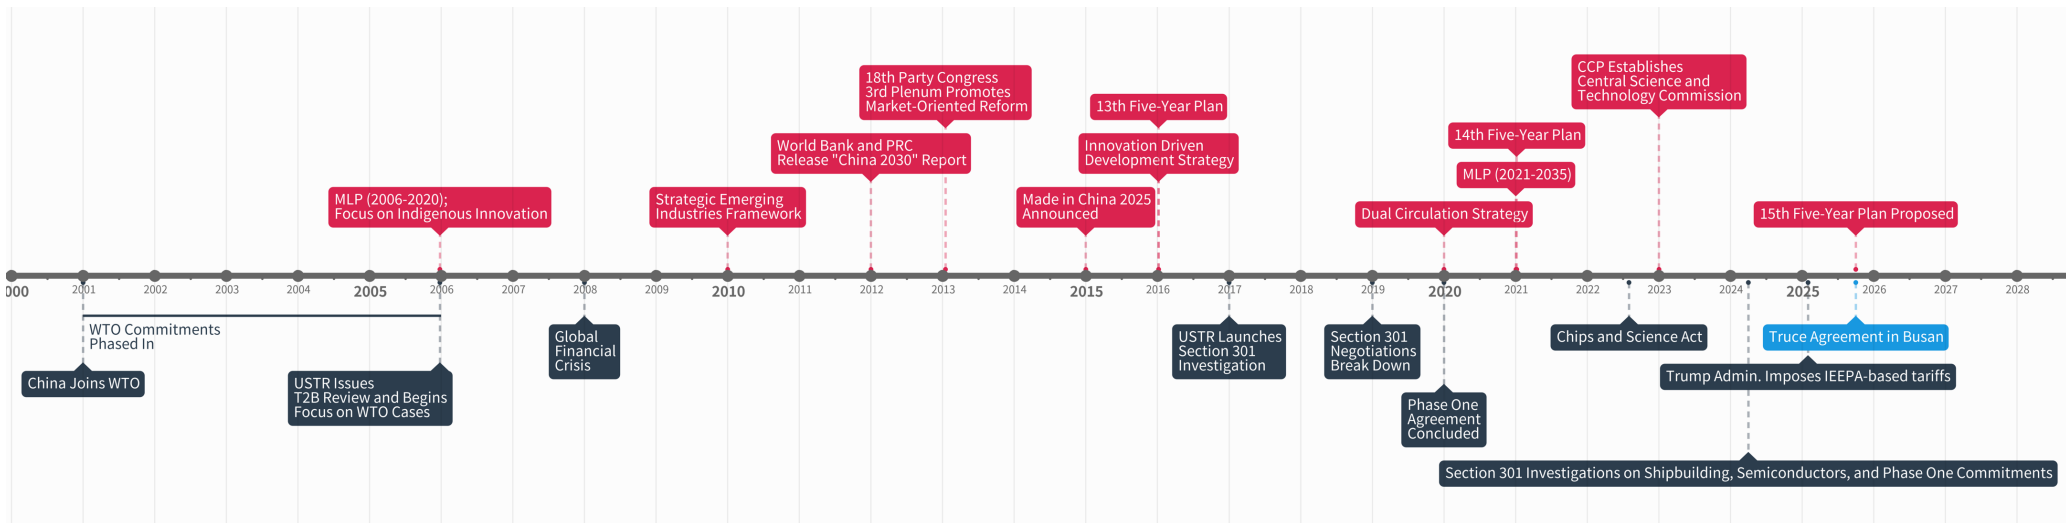 CCP Establishes
Central Science and
Technology Commission
18th Party Congress
3rd Plenum Promotes
Market-Oriented Reform
13th Five-Year Plan
14th Five-Year Plan
World Bank and PRC
Release "China 2030" Report
Innovation Driven
Development Strategy
MLP (2021-2035)
MLP (2006-2020);
Focus on Indigenous Innovation
Strategic Emerging
Industries Framework
Made in China 2025
Announced
Dual Circulation Strategy
15th Five-Year Plan Proposed
000 2001 2002 2003 2004 2005 2006 2007 2008 2009 2010 2011 2012 2013 2014 2015 2016 2017 2018 2019 2020 2021 2022 2023 2024 2025 2026 2027 2028
WTO Commitments
Phased In
Global
Financial
Crisis
USTR Launches
Section 301
Investigation
Section 301
Negotiations
Break Down
Chips and Science Act
Truce Agreement in Busan
China Joins WTO
USTR Issues
T2B Review and Begins
Focus on WTO Cases
Trump Admin. Imposes IEEPA-based tariffs
Phase One
Agreement
Concluded
Section 301 Investigations on Shipbuilding, Semiconductors, and Phase One Commitments